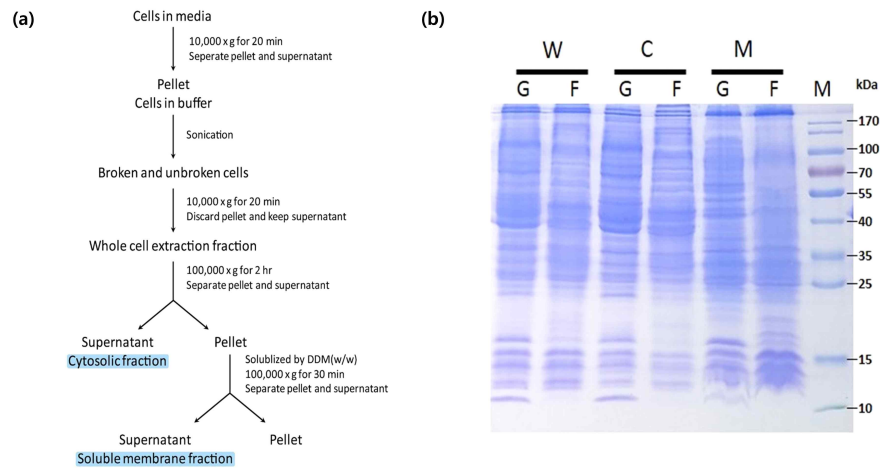 (a)
Cells in media
10,000 x g for 20 min
Seperate pellet and supernatant
Pellet
Cells in buffer
Sonication
Broken and unbroken cells
10,000 x g for 20 min
Discard pellet and keep supernatant
Whole cell extraction fraction
100,000 x g for 2 hr
Separate pellet and supernatant
Supernatant
Cytosolic fraction
Pellet
Solublized by DDM(w/w)
100,000 x g for 30 min
Separate pellet and supernatant
Supernatant
Soluble membrane fraction
Pellet
(b)
W C M
G F G F G F M kDa
170
100
70
55
40
35
25
15
10